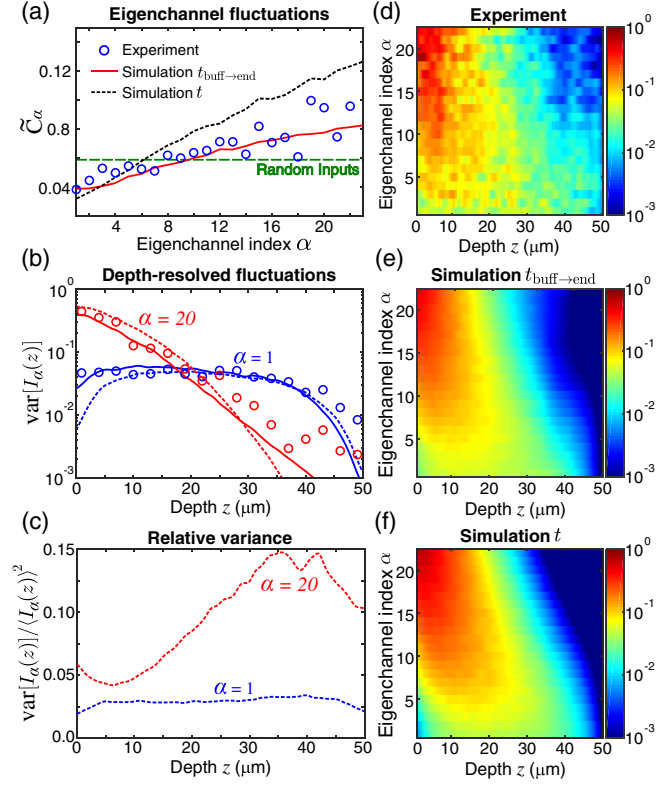 (a) Eigenchannel fluctuations
Experiment
Simulation t_buff→end
Simulation t
Random inputs
C̃_α
0.12
0.08
0.04
4 8 12 16 20
Eigenchannel index α
(b) Depth-resolved fluctuations
α = 20
α = 1
var[I_α(z)]
10^0
10^-1
10^-2
10^-3
0 10 20 30 40 50
Depth z (μm)
(c) Relative variance
α = 20
α = 1
var[I_α(z)]/⟨I_α(z)⟩^2
0.15
0.10
0.05
0.0
0 10 20 30 40 50
Depth z (μm)
(d) Experiment
Eigenchannel index α
20
15
10
5
0 10 20 30 40 50
Depth z (μm)
10^0
10^-1
10^-2
10^-3
(e) Simulation t_buff→end
Eigenchannel index α
20
15
10
5
0 10 20 30 40 50
Depth z (μm)
10^0
10^-1
10^-2
10^-3
(f) Simulation t
Eigenchannel index α
20
15
10
5
0 10 20 30 40 50
Depth z (μm)
10^0
10^-1
10^-2
10^-3